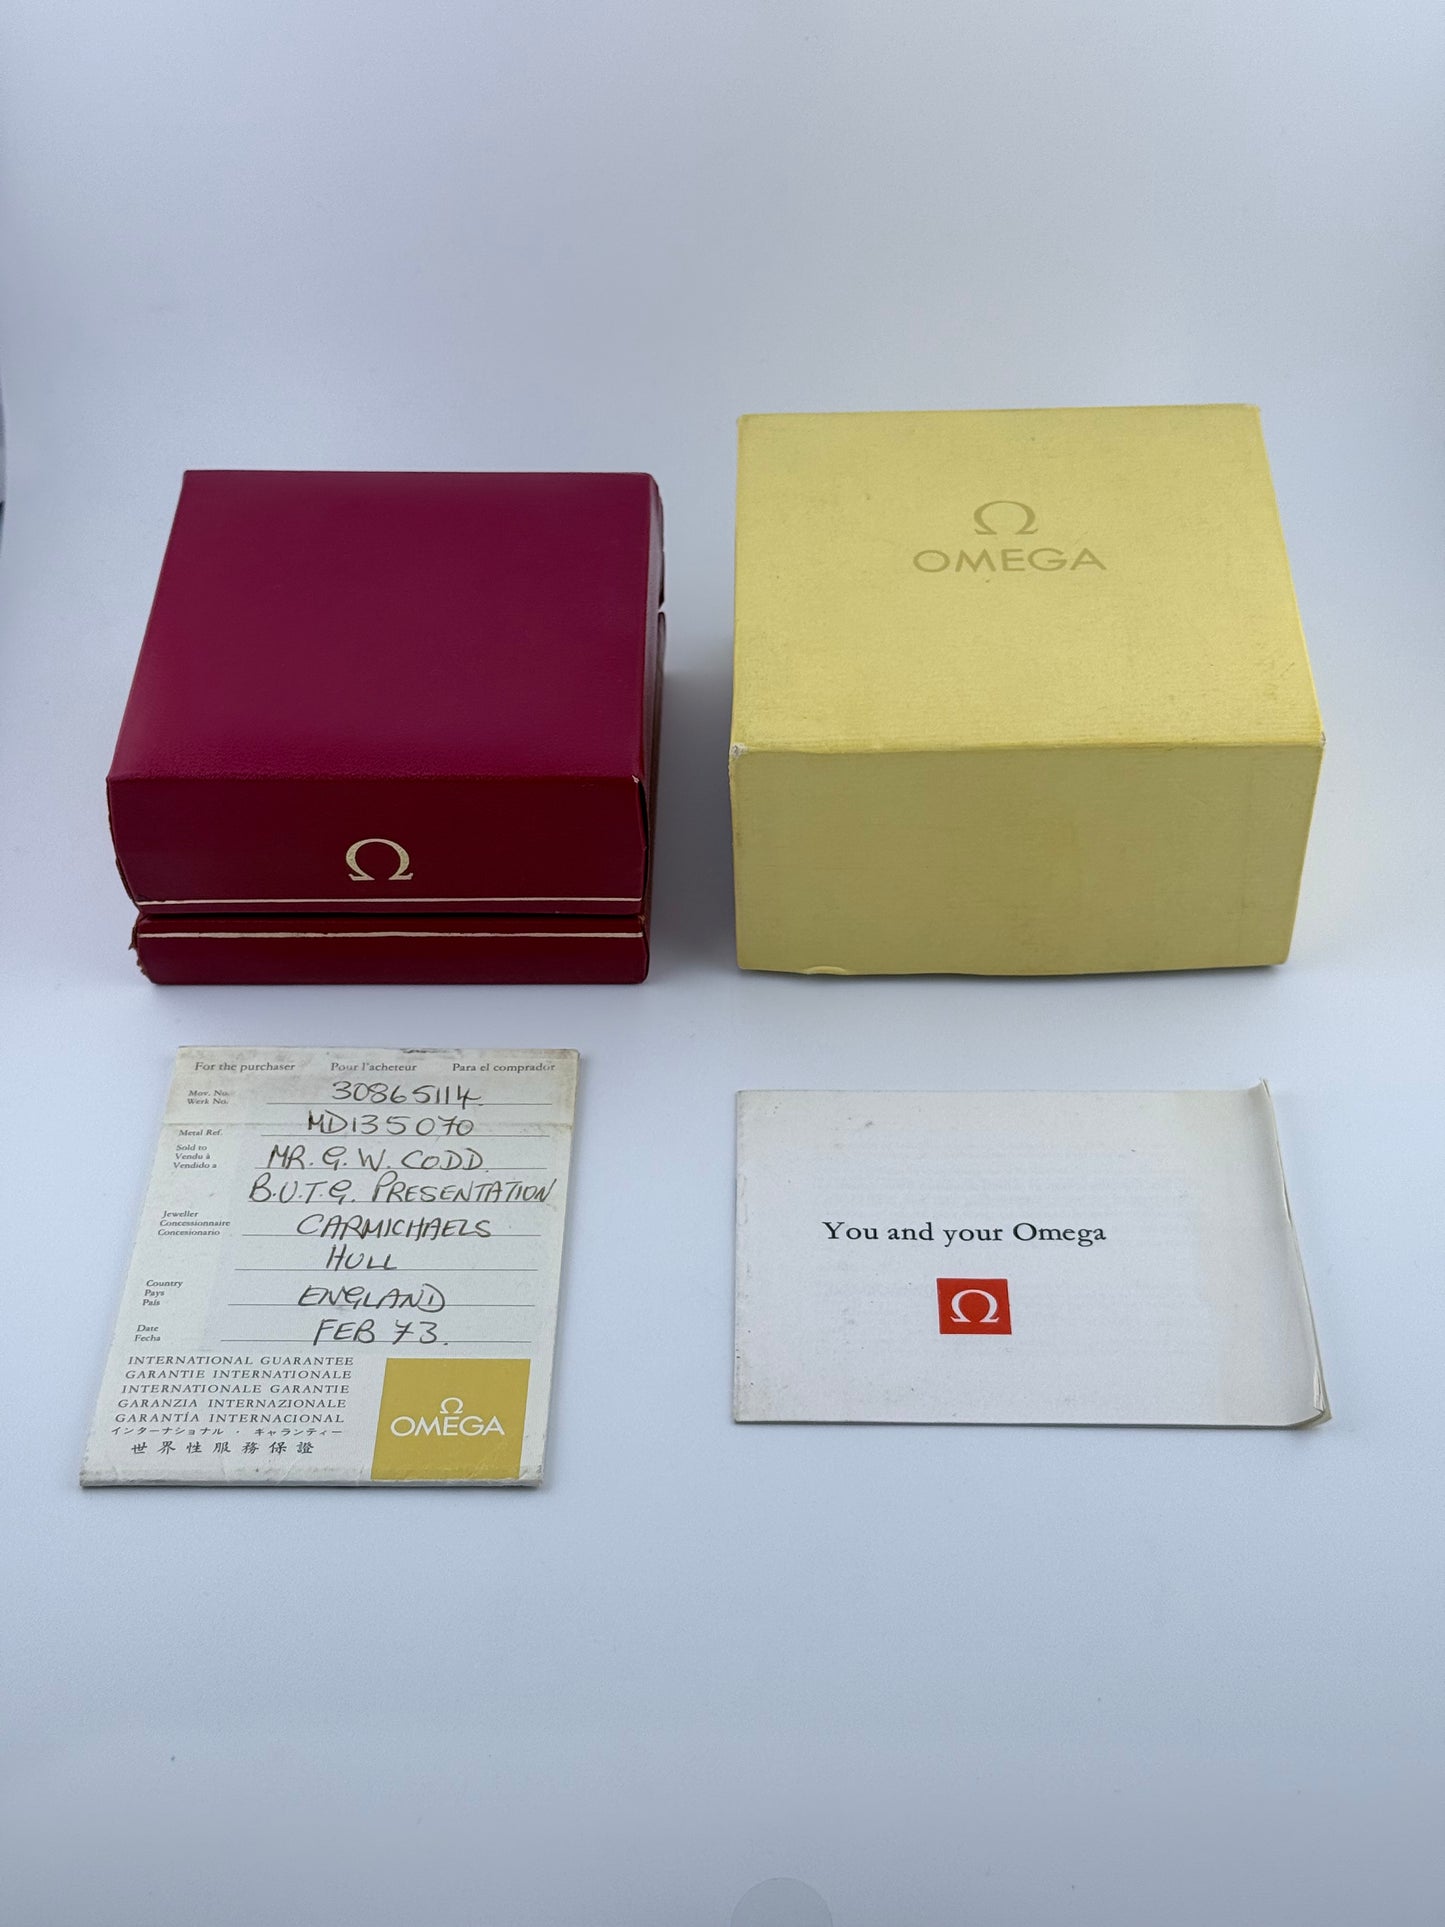 Ω
Ω
OMEGA
For the purchaser Pour l'acheteur Para el comprador
Mov. No. 30865114
Werk No.
Metal Ref. MD135070
Sold to
Vendu à MR. G. W. CODD
Vendido a
B.U.T.G. PRESENTATION
Jeweller
Concessionnaire CARMICHAELS
Concesionario
HULL
Country
Pays ENGLAND
País
Date FEB 73.
Fecha
INTERNATIONAL GUARANTEE
GARANTIE INTERNATIONALE
INTERNATIONALE GARANTIE
GARANZIA INTERNAZIONALE
GARANTÍA INTERNACIONAL
インターナショナル・ギャランティー
世界性服務保證
Ω
OMEGA
You and your Omega
Ω